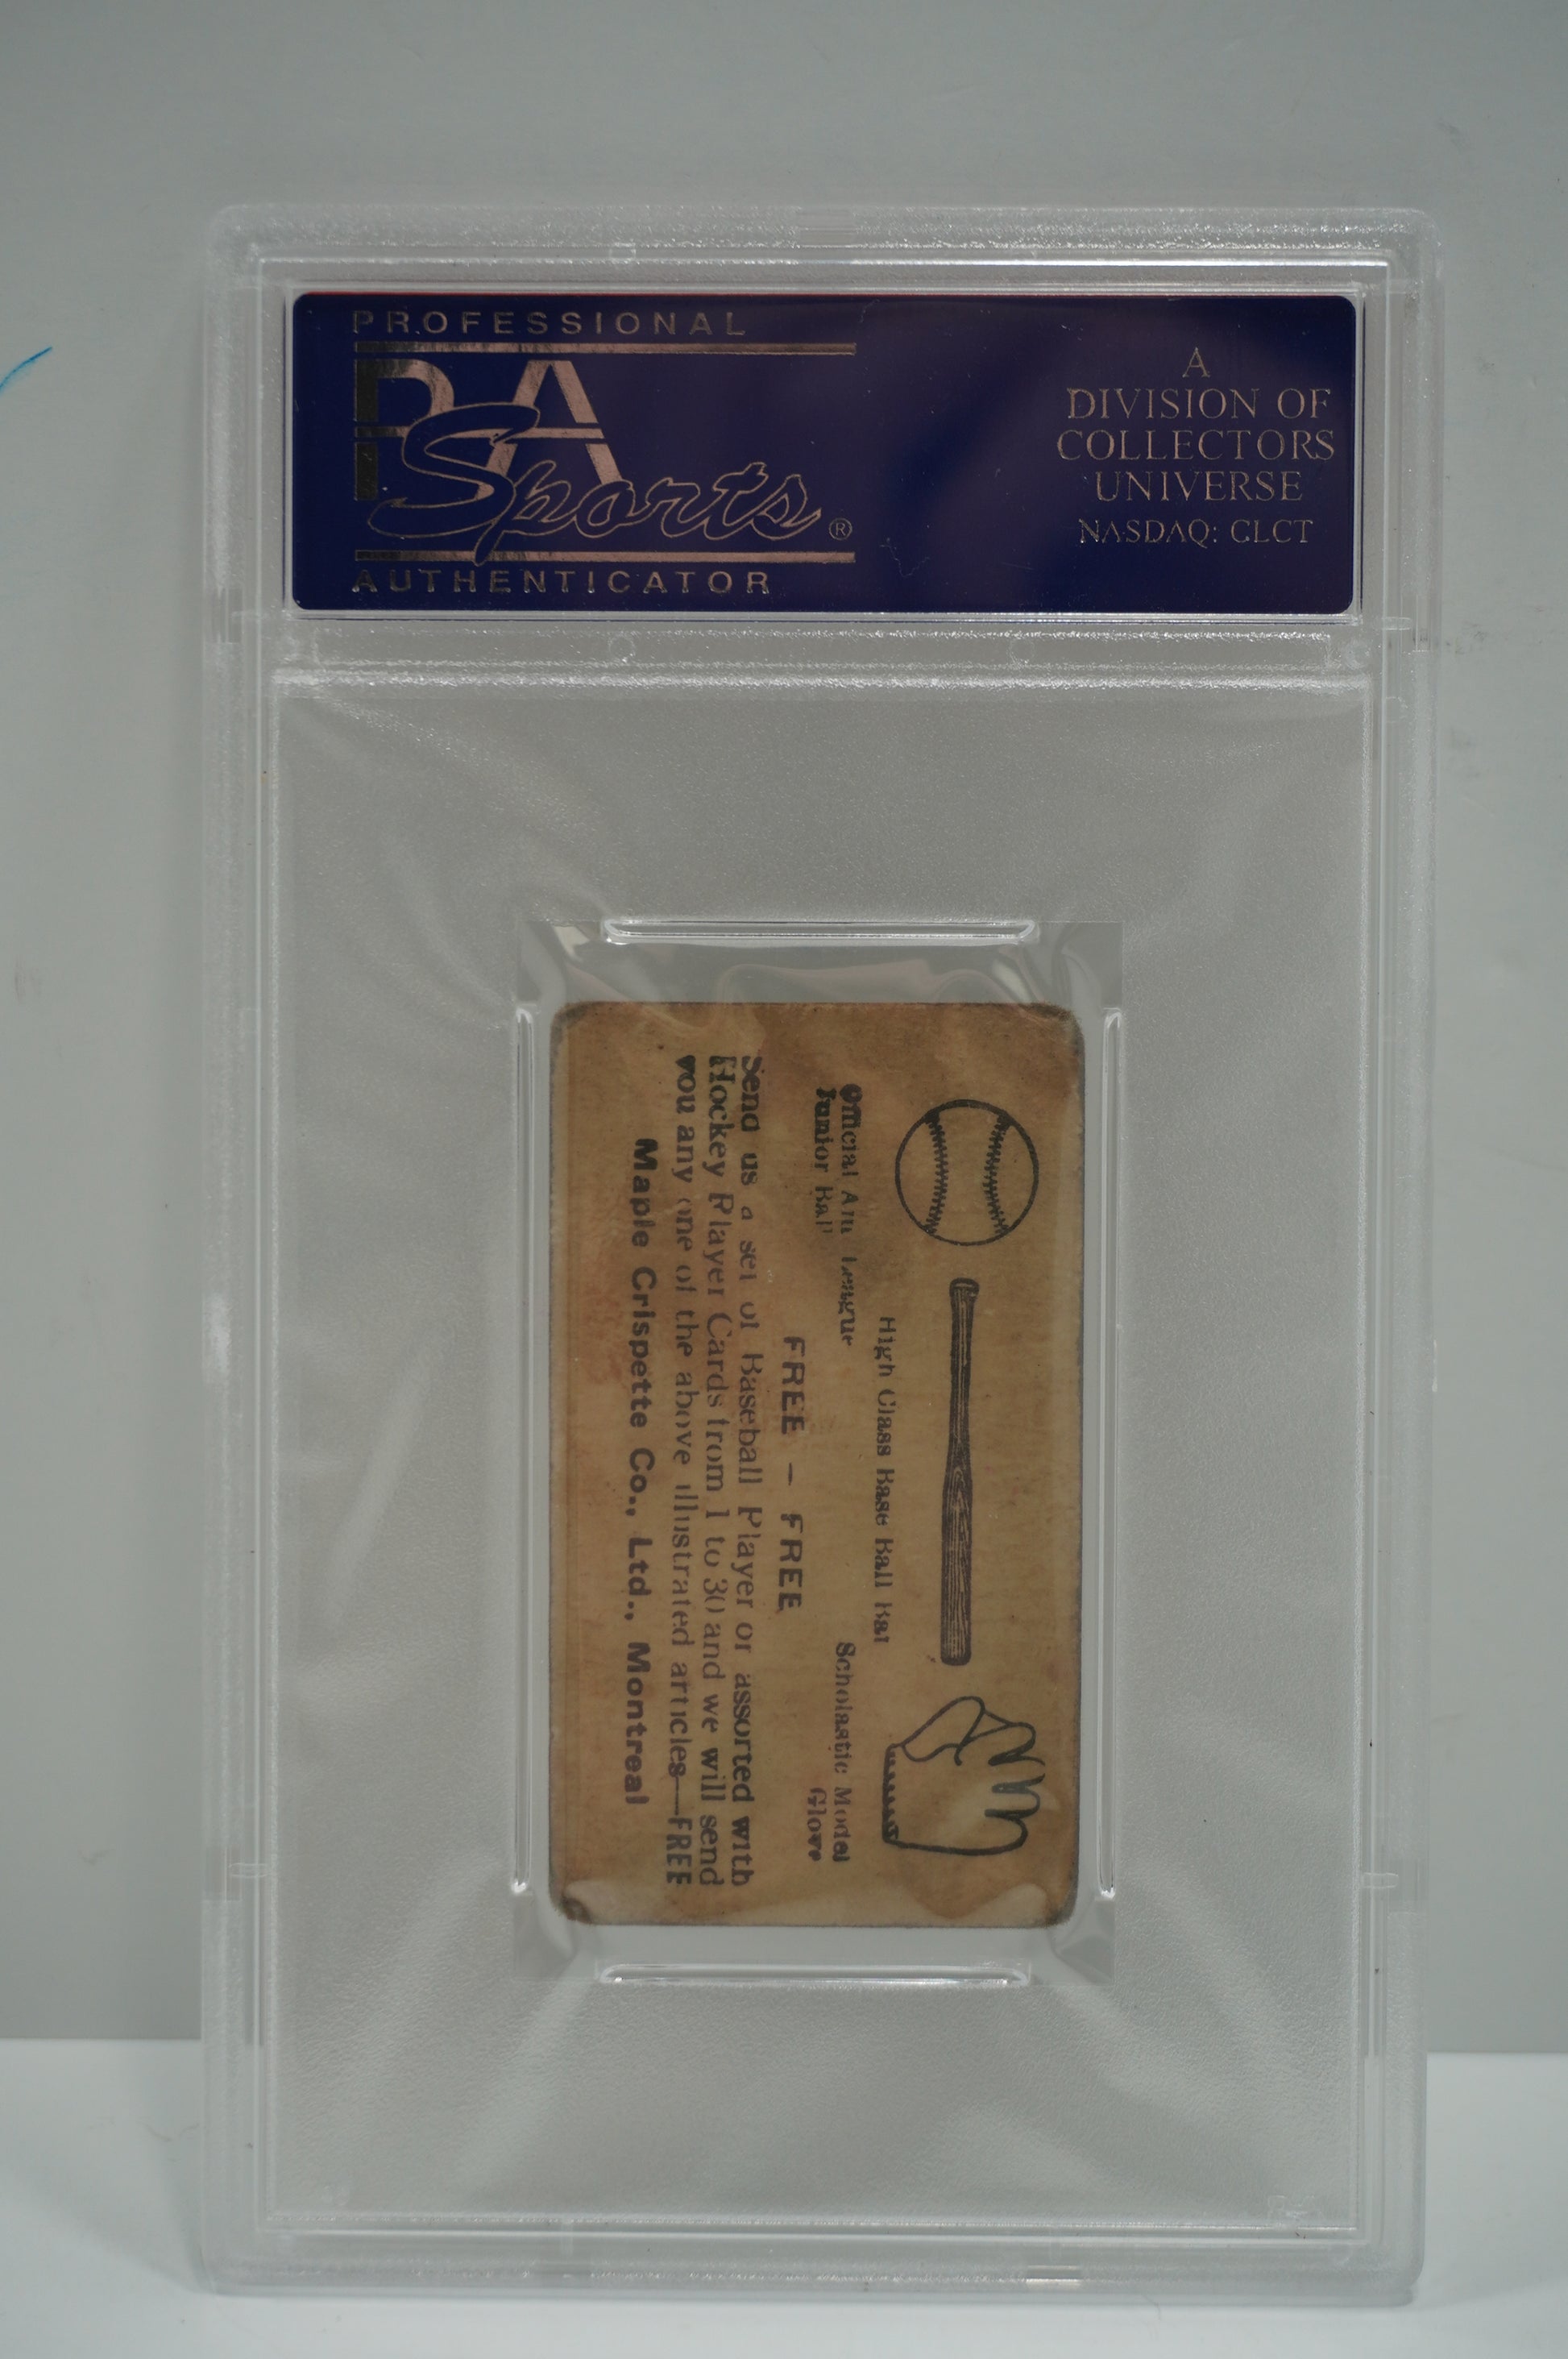 PROFESSIONAL
PSA
Sports®
AUTHENTICATOR
A
DIVISION OF
COLLECTORS
UNIVERSE
NASDAQ: CLCT
High Class Base Ball Bat
Official Am League
Junior Ball
Scholastic Model
Glove
FREE – FREE
Send us a set of Baseball Player or assorted with
Hockey Player Cards from 1 to 30 and we will send
you any one of the above illustrated articles—FREE
Maple Crispette Co., Ltd., Montreal